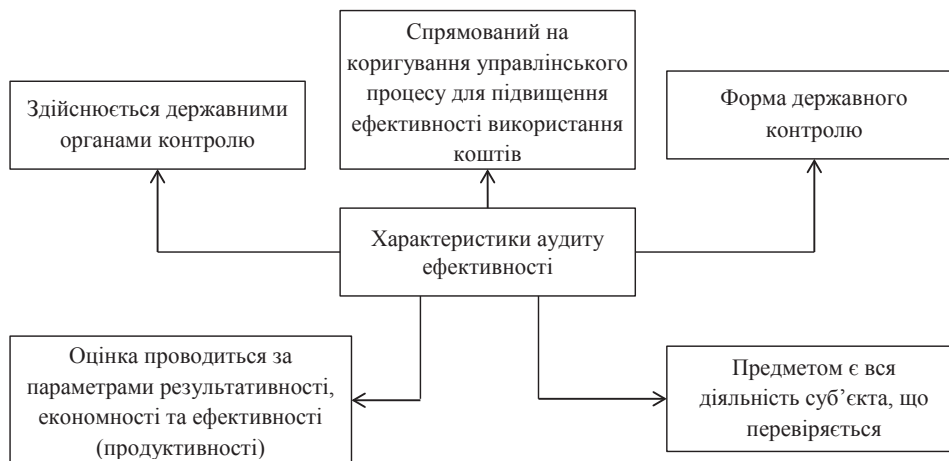 Здійснюється державними
органами контролю
Спрямований на
коригування управлінського
процесу для підвищення
ефективності використання
коштів
Форма державного
контролю
Характеристики аудиту
ефективності
Оцінка проводиться за
параметрами результативності,
економності та ефективності
(продуктивності)
Предметом є вся
діяльність суб’єкта, що
перевіряється